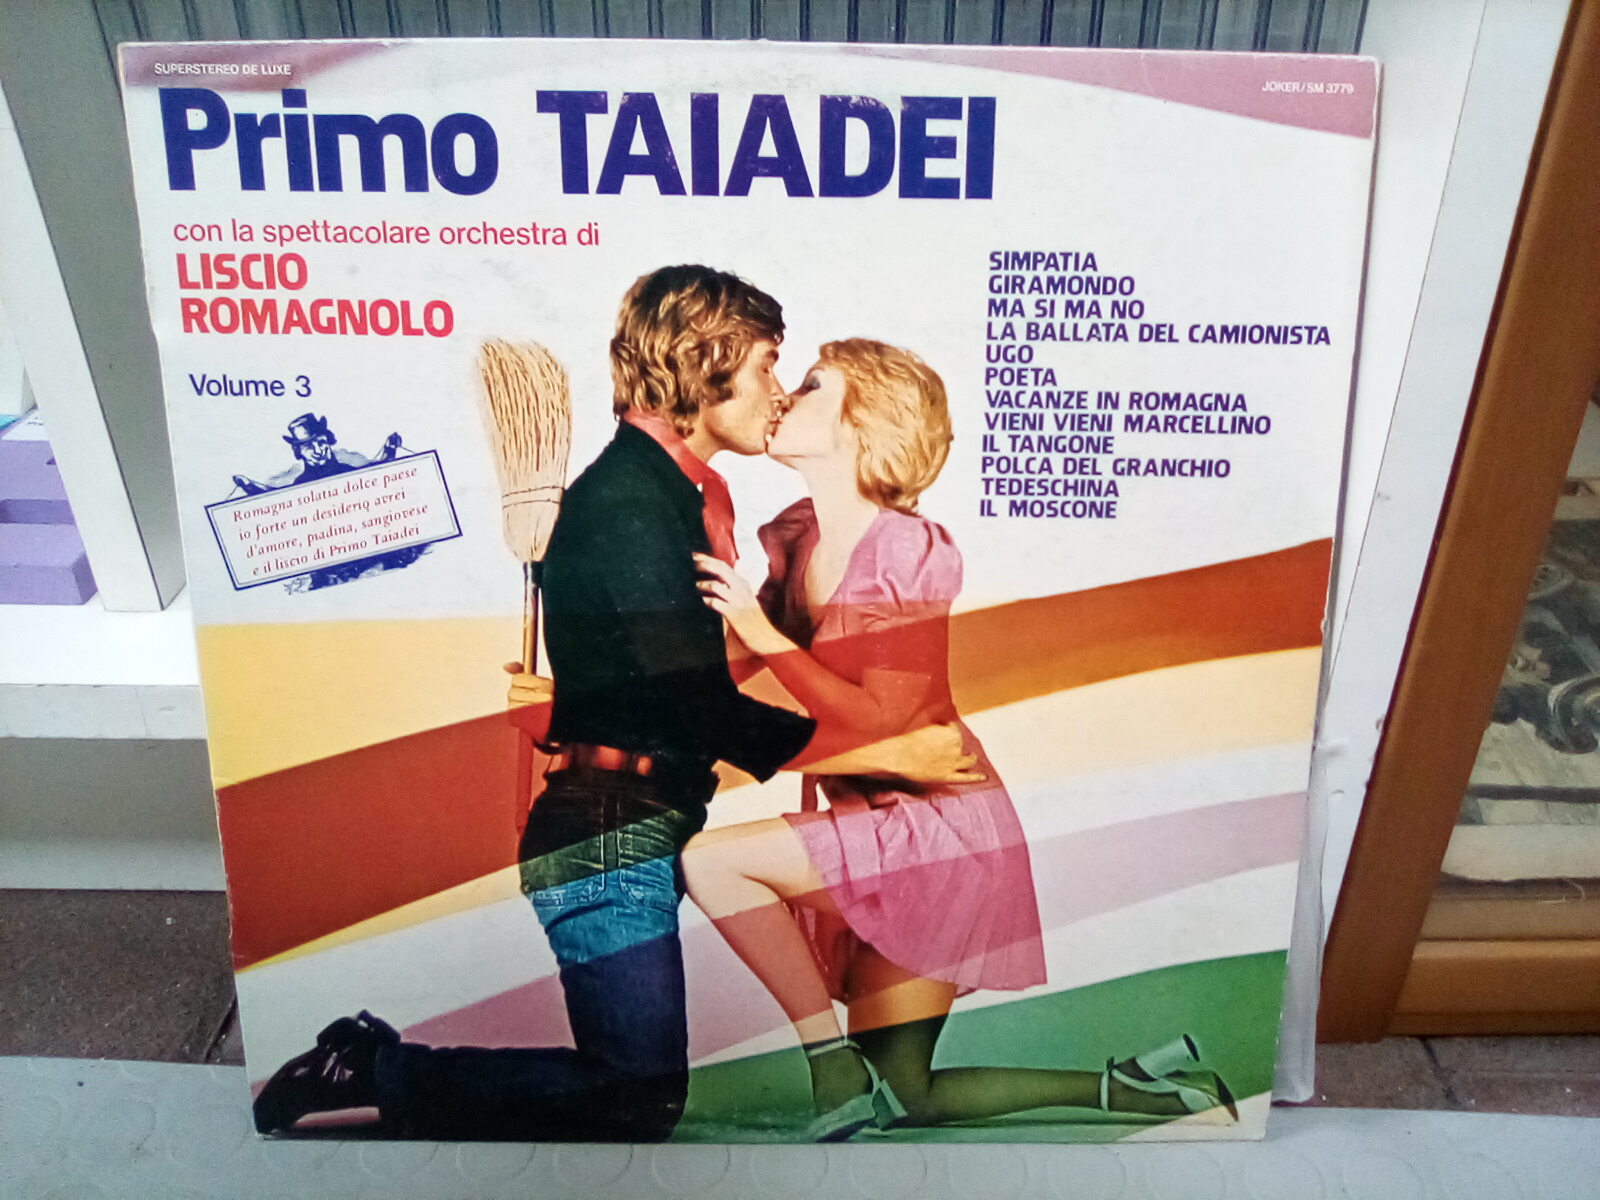 SUPERSTEREO DE LUXE
JOKER/SM 3779
Primo TAIADEI
con la spettacolare orchestra di
LISCIO
ROMAGNOLO
Volume 3
Romagna solatia dolce paese
io forte un desiderio avrei
d'amore, piadina, sangiovese
e il liscio di Primo Taiadei
SIMPATIA
GIRAMONDO
MA SI MA NO
LA BALLATA DEL CAMIONISTA
UGO
POETA
VACANZE IN ROMAGNA
VIENI VIENI MARCELLINO
IL TANGONE
POLCA DEL GRANCHIO
TEDESCHINA
IL MOSCONE